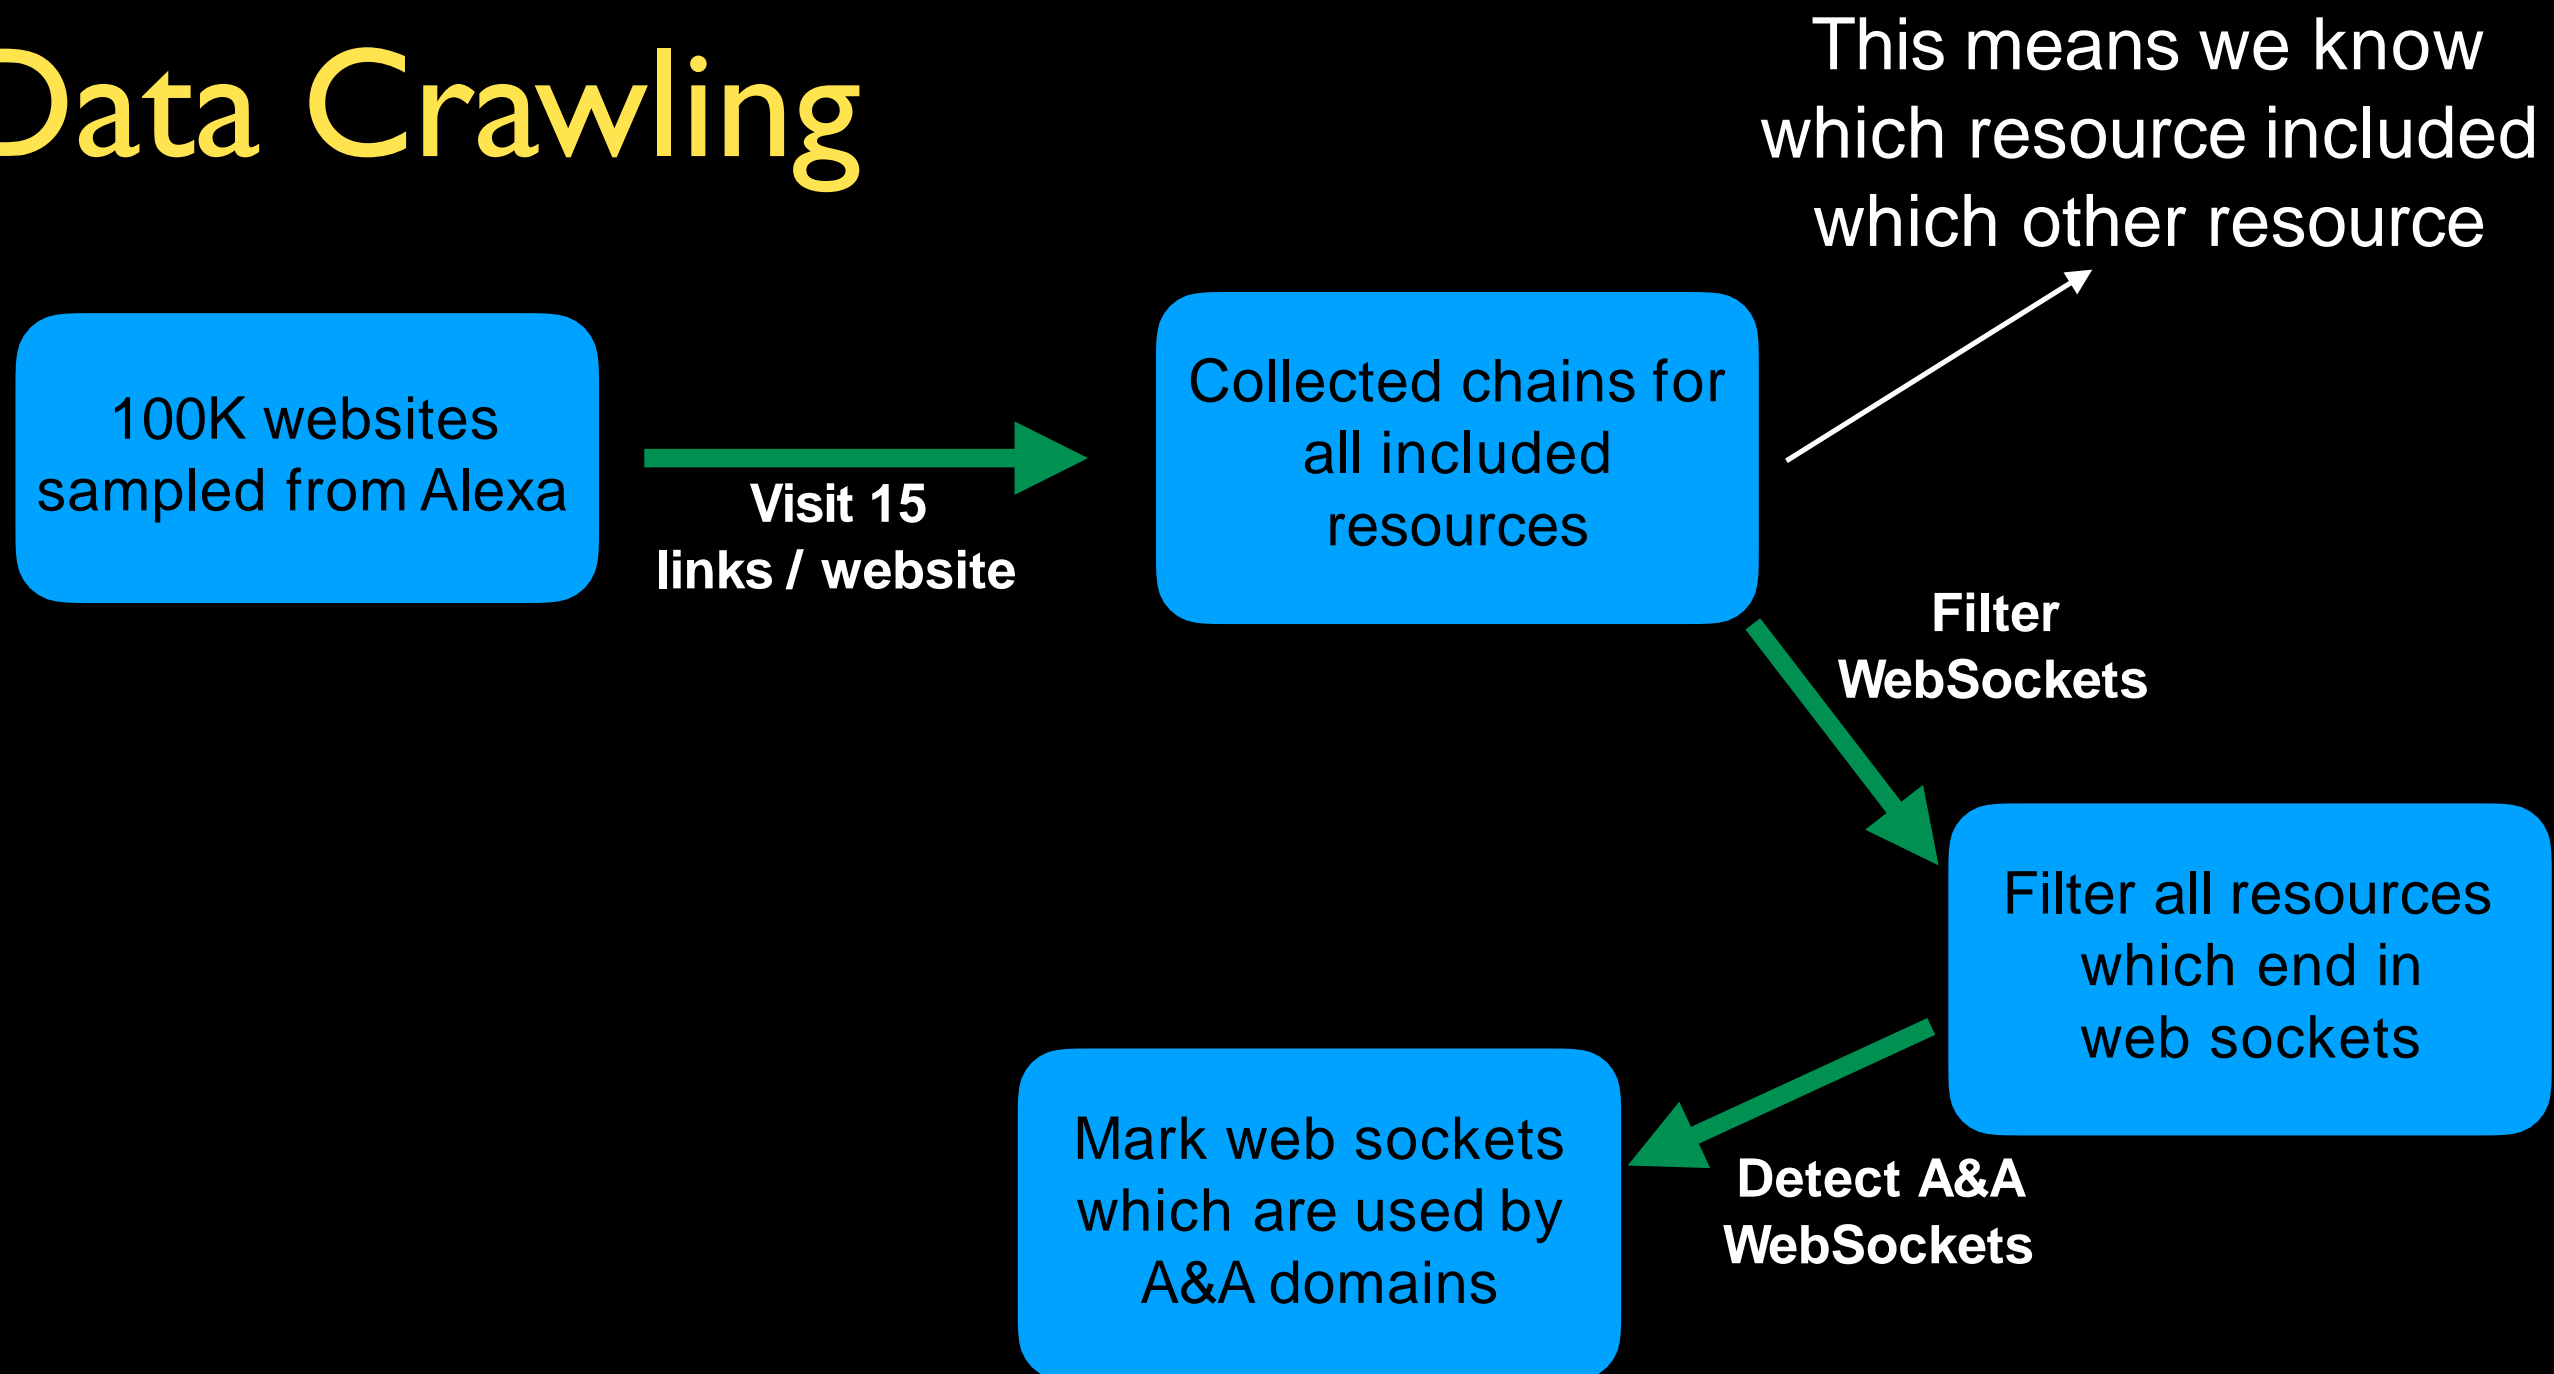 Data Crawling
This means we know
which resource included
which other resource
100K websites
sampled from Alexa
Visit 15
links / website
Collected chains for
all included
resources
Filter
WebSockets
Filter all resources
which end in
web sockets
Detect A&A
WebSockets
Mark web sockets
which are used by
A&A domains